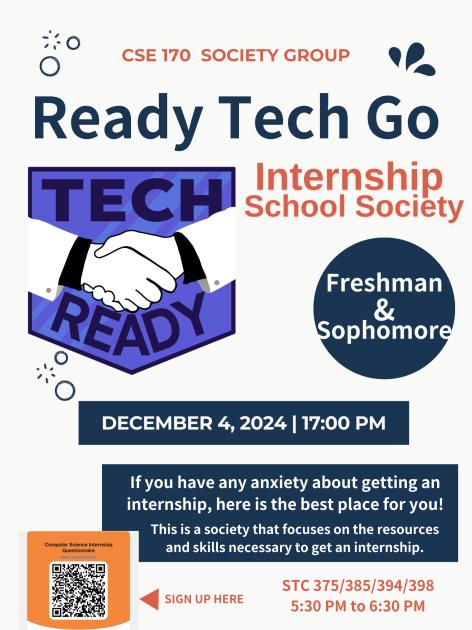 CSE 170 SOCIETY GROUP
Ready Tech Go
TECH
READY
Internship
School Society
Freshman
&
Sophomore
DECEMBER 4, 2024 | 17:00 PM
If you have any anxiety about getting an
internship, here is the best place for you!
This is a society that focuses on the resources
and skills necessary to get an internship.
Computer Science Internship
Questionnaire
SIGN UP HERE
STC 375/385/394/398
5:30 PM to 6:30 PM